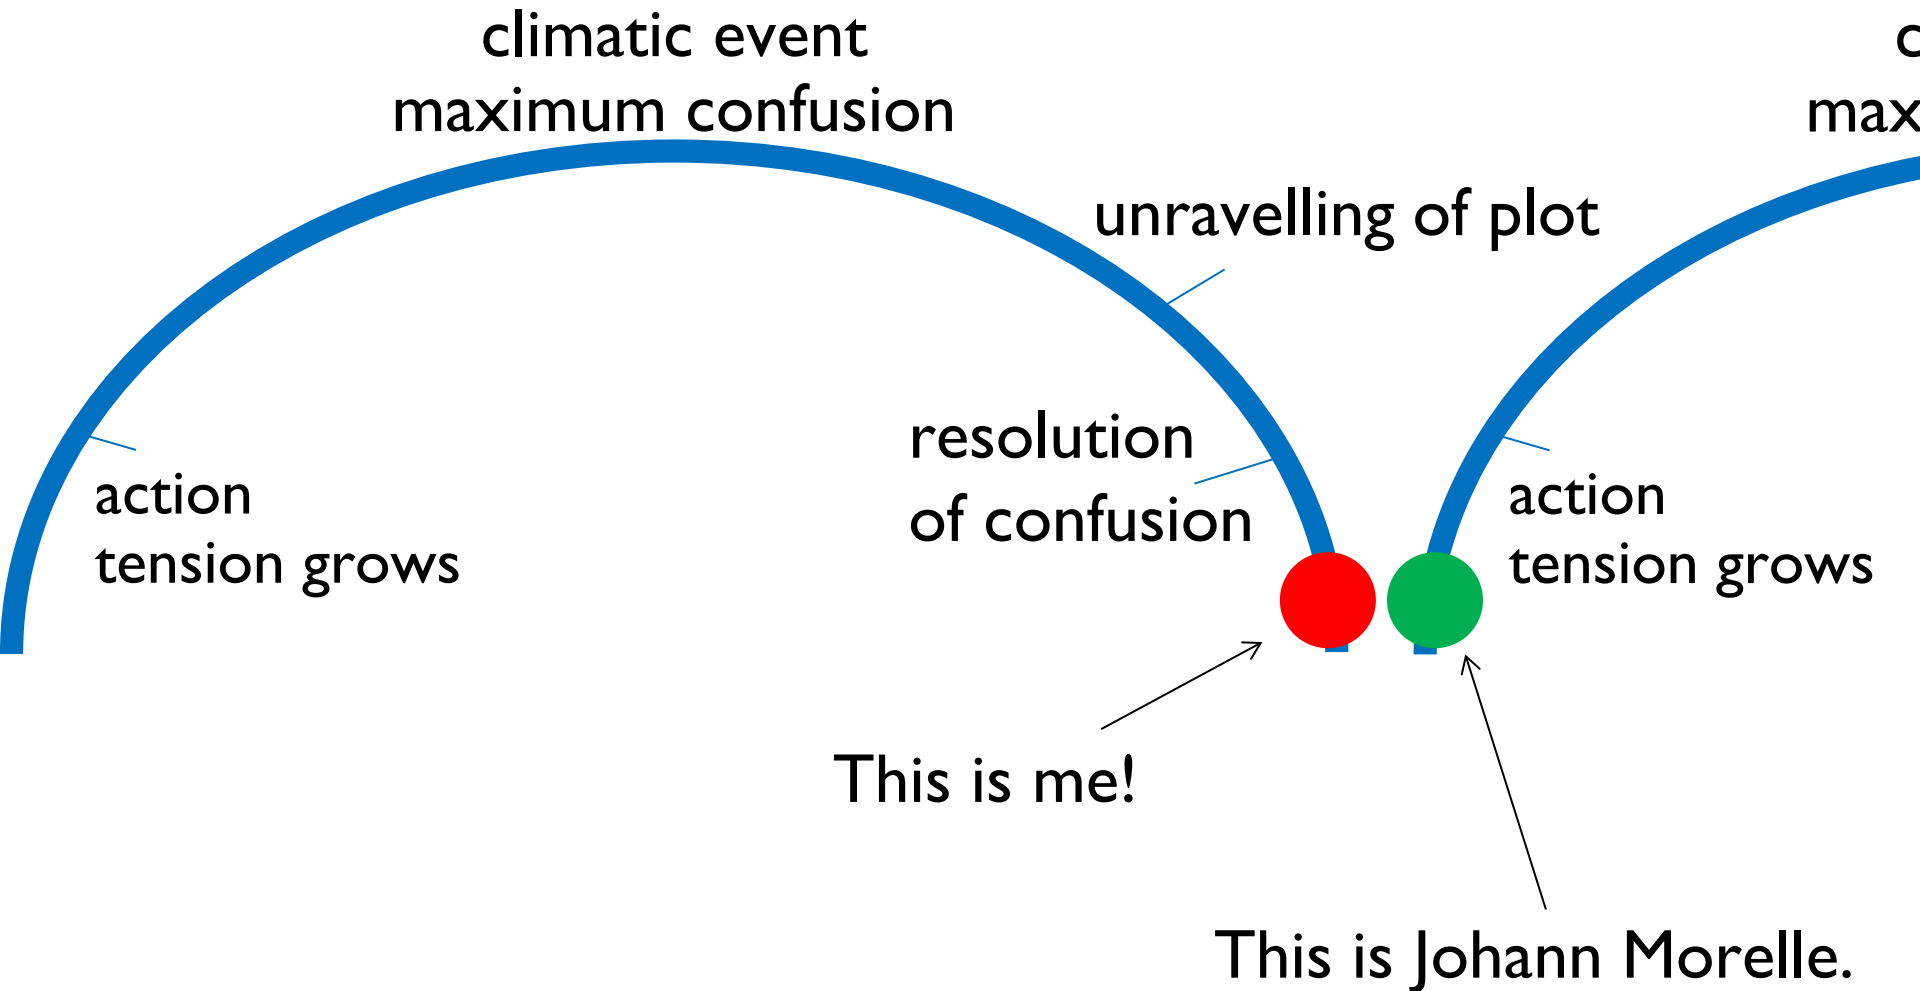 climatic event
maximum confusion
unravelling of plot
resolution
of confusion
action
tension grows
c
max
action
tension grows
This is me!
This is Johann Morelle.